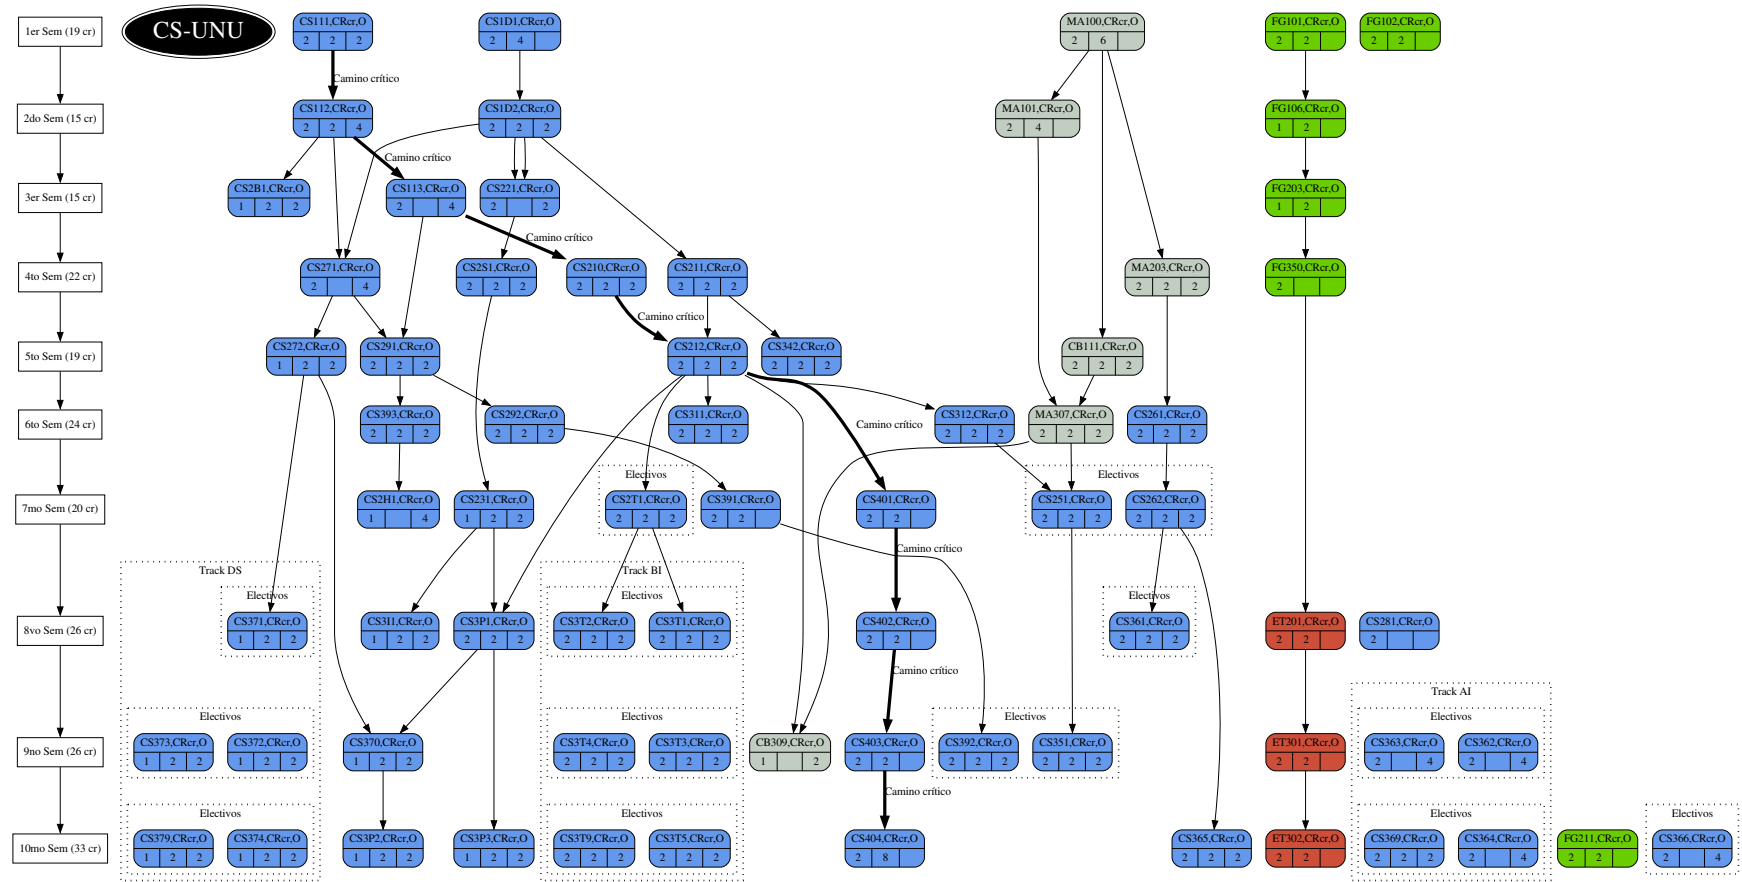 1er Sem (19 cr)
CS-UNU
CS111,CRcr,O
2 2 2
CS1D1,CRcr,O
2 4
MA100,CRcr,O
2 6
FG101,CRcr,O
2 2
FG102,CRcr,O
2 2
Camino crítico
2do Sem (15 cr)
CS112,CRcr,O
2 2 4
CS1D2,CRcr,O
2 2 2
MA101,CRcr,O
2 4
FG106,CRcr,O
1 2
Camino crítico
3er Sem (15 cr)
CS2B1,CRcr,O
1 2 2
CS113,CRcr,O
2 4
CS221,CRcr,O
2 2
FG203,CRcr,O
1 2
Camino crítico
4to Sem (22 cr)
CS271,CRcr,O
2 4
CS2S1,CRcr,O
2 2 2
CS210,CRcr,O
2 2 2
CS211,CRcr,O
2 2 2
MA203,CRcr,O
2 2 2
FG350,CRcr,O
2
Camino crítico
5to Sem (19 cr)
CS272,CRcr,O
1 2 2
CS291,CRcr,O
2 2 2
CS212,CRcr,O
2 2 2
CS342,CRcr,O
2 2 2
CB111,CRcr,O
2 2 2
6to Sem (24 cr)
CS393,CRcr,O
2 2 2
CS292,CRcr,O
2 2 2
CS311,CRcr,O
2 2 2
Camino crítico
CS312,CRcr,O
2 2 2
MA307,CRcr,O
2 2 2
CS261,CRcr,O
2 2 2
Electivos
Electivos
7mo Sem (20 cr)
CS2H1,CRcr,O
1 4
CS231,CRcr,O
1 2 2
CS2T1,CRcr,O
2 2 2
CS391,CRcr,O
2 2
CS401,CRcr,O
2 2
CS251,CRcr,O
2 2 2
CS262,CRcr,O
2 2 2
Camino crítico
Track DS
Track BI
Electivos
Electivos
Electivos
8vo Sem (26 cr)
CS371,CRcr,O
1 2 2
CS3I1,CRcr,O
1 2 2
CS3P1,CRcr,O
2 2 2
CS3T2,CRcr,O
2 2 2
CS3T1,CRcr,O
2 2 2
CS402,CRcr,O
2 2
CS361,CRcr,O
2 2 2
ET201,CRcr,O
2 2
CS281,CRcr,O
2
Camino crítico
Track AI
Electivos
Electivos
Electivos
Electivos
9no Sem (26 cr)
CS373,CRcr,O
1 2 2
CS372,CRcr,O
1 2 2
CS370,CRcr,O
1 2 2
CS3T4,CRcr,O
2 2 2
CS3T3,CRcr,O
2 2 2
CB309,CRcr,O
1 2
CS403,CRcr,O
2 2
CS392,CRcr,O
2 2 2
CS351,CRcr,O
2 2 2
ET301,CRcr,O
2 2
CS363,CRcr,O
2 4
CS362,CRcr,O
2 4
Camino crítico
Electivos
Electivos
Electivos
Electivos
10mo Sem (33 cr)
CS379,CRcr,O
1 2 2
CS374,CRcr,O
1 2 2
CS3P2,CRcr,O
1 2 2
CS3P3,CRcr,O
1 2 2
CS3T9,CRcr,O
2 2 2
CS3T5,CRcr,O
2 2 2
CS404,CRcr,O
2 8
CS365,CRcr,O
2 2 2
ET302,CRcr,O
2 2
CS369,CRcr,O
2 2 2
CS364,CRcr,O
2 4
FG211,CRcr,O
2 2
CS366,CRcr,O
2 4